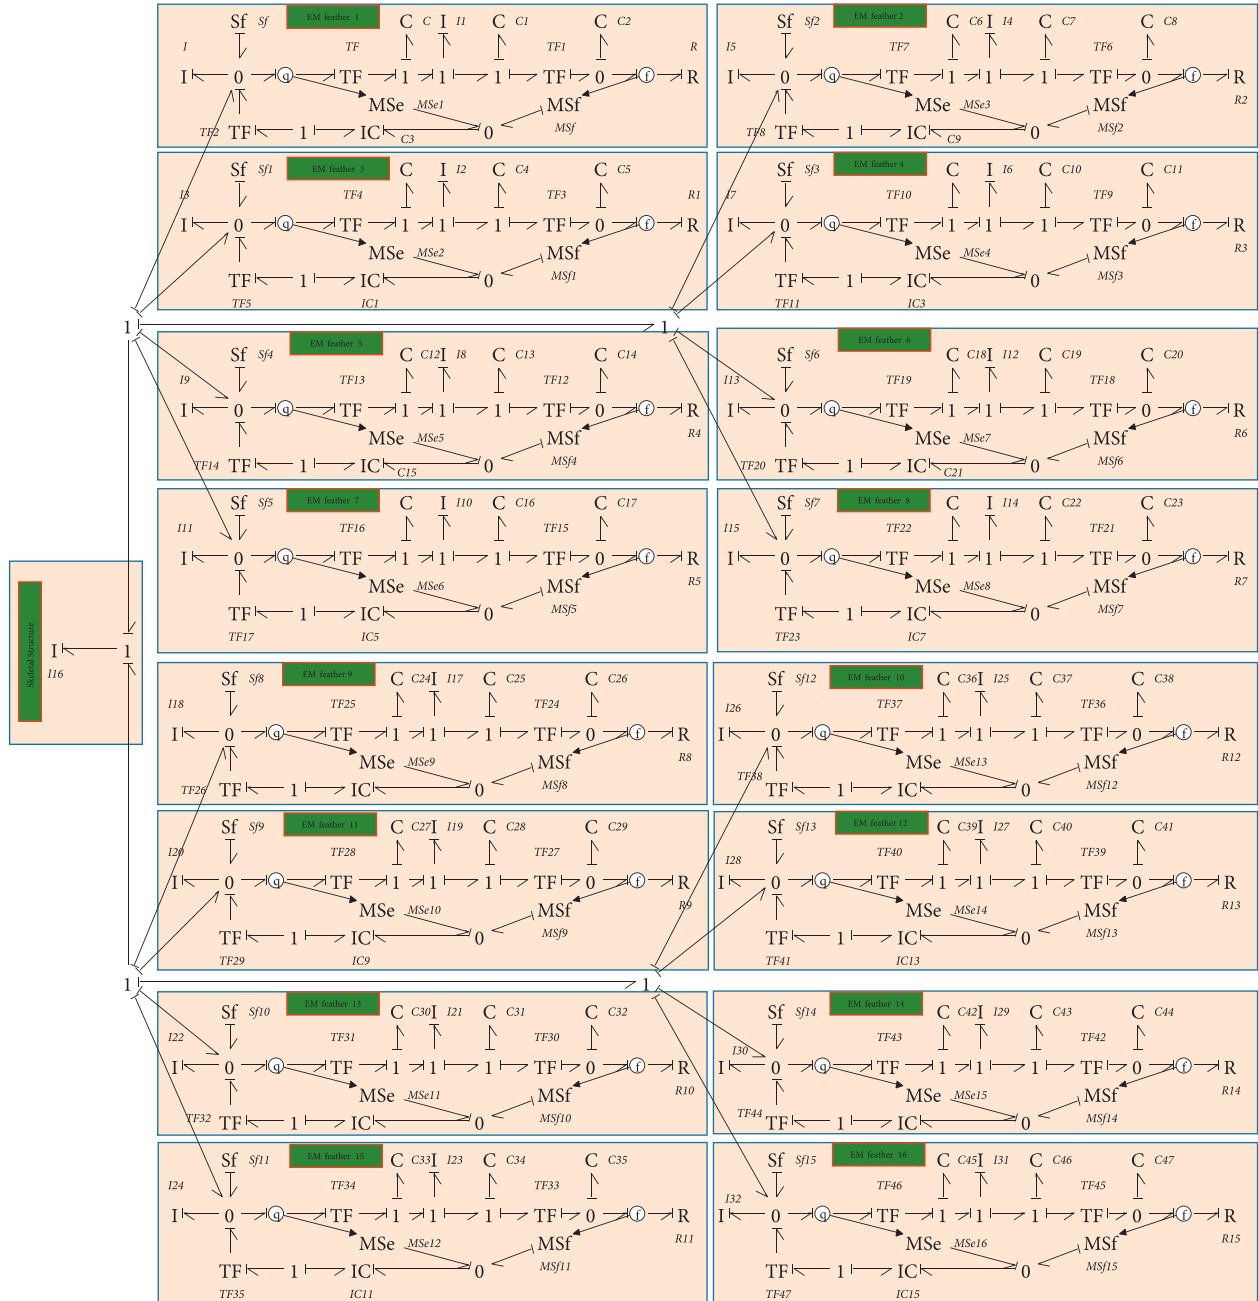 Sf Sf EM feather 1 C C I I1 C C1 C C2
I TF TF1 R
I 0 q TF 1 1 1 TF 0 f R
MSe MSe1 MSf
TF2 TF 1 IC C3 0 MSf
Sf Sf2 EM feather 2 C C6 I I4 C C7 C C8
I5 TF7 TF6
I 0 q TF 1 1 1 TF 0 f R
R2
MSe MSe3 MSf
TF8 TF 1 IC C9 0 MSf2
Sf Sf1 EM feather 3 C I I2 C C4 C C5
I3 TF4 TF3 R1
I 0 q TF 1 1 1 TF 0 f R
MSe MSe2 MSf
TF 1 IC 0 MSf1
TF5 IC1
Sf Sf3 EM feather 4 C I I6 C C10 C C11
I7 TF10 TF9
I 0 q TF 1 1 1 TF 0 f R
R3
MSe MSe4 MSf
TF 1 IC 0 MSf3
TF11 IC3
1 1
Sf Sf4 EM feather 5 C C12 I I8 C C13 C C14
I9 TF13 TF12
I 0 q TF 1 1 1 TF 0 f R
R4
MSe MSe5 MSf
TF14 TF 1 IC C15 0 MSf4
Sf Sf6 EM feather 6 C C18 I I12 C C19 C C20
I13 TF19 TF18
I 0 q TF 1 1 1 TF 0 f R
R6
MSe MSe7 MSf
TF20 TF 1 IC C21 0 MSf6
Sf Sf5 EM feather 7 C I I10 C C16 C C17
I11 TF16 TF15
I 0 q TF 1 1 1 TF 0 f R
R5
MSe MSe6 MSf
TF 1 IC 0 MSf5
TF17 IC5
Sf Sf7 EM feather 8 C I I14 C C22 C C23
I15 TF22 TF21
I 0 q TF 1 1 1 TF 0 f R
R7
MSe MSe8 MSf
TF 1 IC 0 MSf7
TF23 IC7
Skeletal Structure
I 1
I16
Sf Sf8 EM feather 9 C C24 I I17 C C25 C C26
I18 TF25 TF24
I 0 q TF 1 1 1 TF 0 f R
R8
MSe MSe9 MSf
TF26 TF 1 IC 0 MSf8
Sf Sf12 EM feather 10 C C36 I I25 C C37 C C38
I26 TF37 TF36
I 0 q TF 1 1 1 TF 0 f R
R12
MSe MSe13 MSf
TF38 TF 1 IC 0 MSf12
Sf Sf9 EM feather 11 C C27 I I19 C C28 C C29
I20 TF28 TF27
I 0 q TF 1 1 1 TF 0 f R
R9
MSe MSe10 MSf
TF 1 IC 0 MSf9
TF29 IC9
Sf Sf13 EM feather 12 C C39 I I27 C C40 C C41
I28 TF40 TF39
I 0 q TF 1 1 1 TF 0 f R
R13
MSe MSe14 MSf
TF 1 IC 0 MSf13
TF41 IC13
1 1
Sf Sf10 EM feather 13 C C30 I I21 C C31 C C32
I22 TF31 TF30
I 0 q TF 1 1 1 TF 0 f R
R10
MSe MSe11 MSf
TF32 TF 1 IC 0 MSf10
Sf Sf14 EM feather 14 C C42 I I29 C C43 C C44
I30 TF43 TF42
I 0 q TF 1 1 1 TF 0 f R
R14
MSe MSe15 MSf
TF44 TF 1 IC 0 MSf14
Sf Sf11 EM feather 15 C C33 I I23 C C34 C C35
I24 TF34 TF33
I 0 q TF 1 1 1 TF 0 f R
R11
MSe MSe12 MSf
TF 1 IC 0 MSf11
TF35 IC11
Sf Sf15 EM feather 16 C C45 I I31 C C46 C C47
I32 TF46 TF45
I 0 q TF 1 1 1 TF 0 f R
R15
MSe MSe16 MSf
TF 1 IC 0 MSf15
TF47 IC15